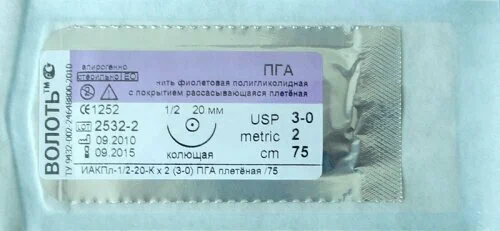 ВОЛОТЬ™
ТУ 9432-002-24648806-2010
апирогенно
стерильно EO
ПГА
нить фиолетовая полигликолидная
с покрытием рассасывающаяся плетёная
CE 1252
LOT 2532-2
09.2010
09.2015
1/2 20 мм
колющая
USP 3-0
metric 2
cm 75
ИАКПл-1/2-20-К х 2 (3-0) ПГА плетёная /75